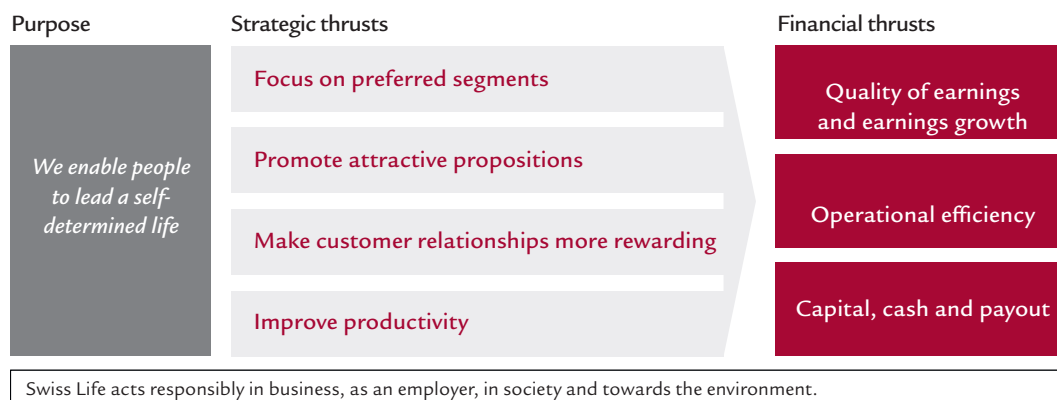 Purpose
Strategic thrusts
Financial thrusts
We enable people
to lead a self-
determined life
Focus on preferred segments
Promote attractive propositions
Make customer relationships more rewarding
Improve productivity
Quality of earnings
and earnings growth
Operational efficiency
Capital, cash and payout
Swiss Life acts responsibly in business, as an employer, in society and towards the environment.